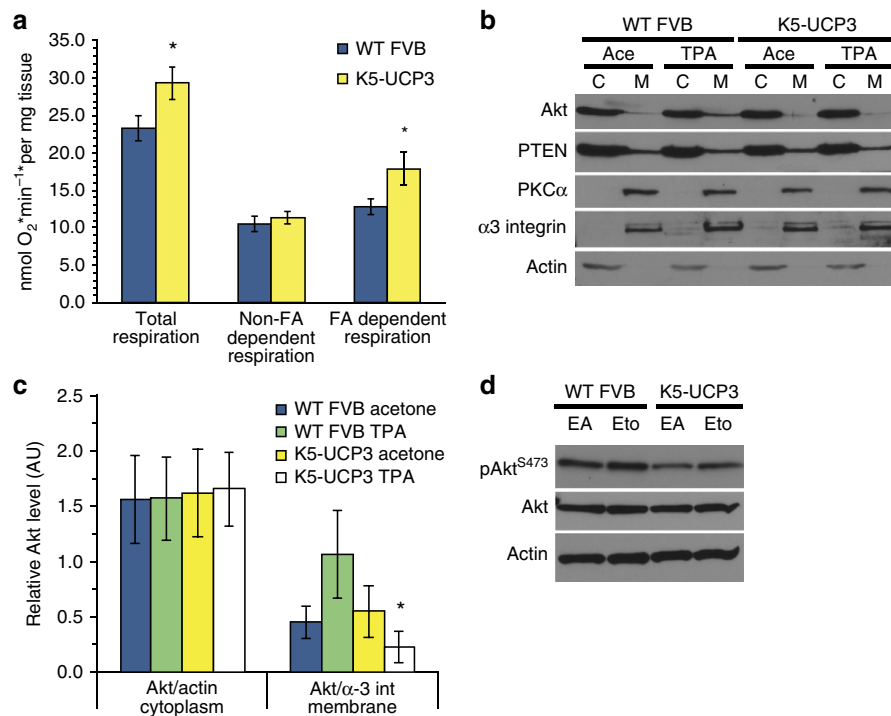 a
nmol O2*min−1*per mg tissue
40.0
35.0
30.0
25.0
20.0
15.0
10.0
5.0
0.0
*
*
WT FVB
K5-UCP3
Total respiration
Non-FA dependent respiration
FA dependent respiration
b
WT FVB K5-UCP3
Ace TPA Ace TPA
C M C M C M C M
Akt
PTEN
PKCα
α3 integrin
Actin
c
Relative Akt level (AU)
2.5
2.0
1.5
1.0
0.5
0.0
WT FVB acetone
WT FVB TPA
K5-UCP3 acetone
K5-UCP3 TPA
*
Akt/actin cytoplasm
Akt/α-3 int membrane
d
WT FVB K5-UCP3
EA Eto EA Eto
pAktS473
Akt
Actin